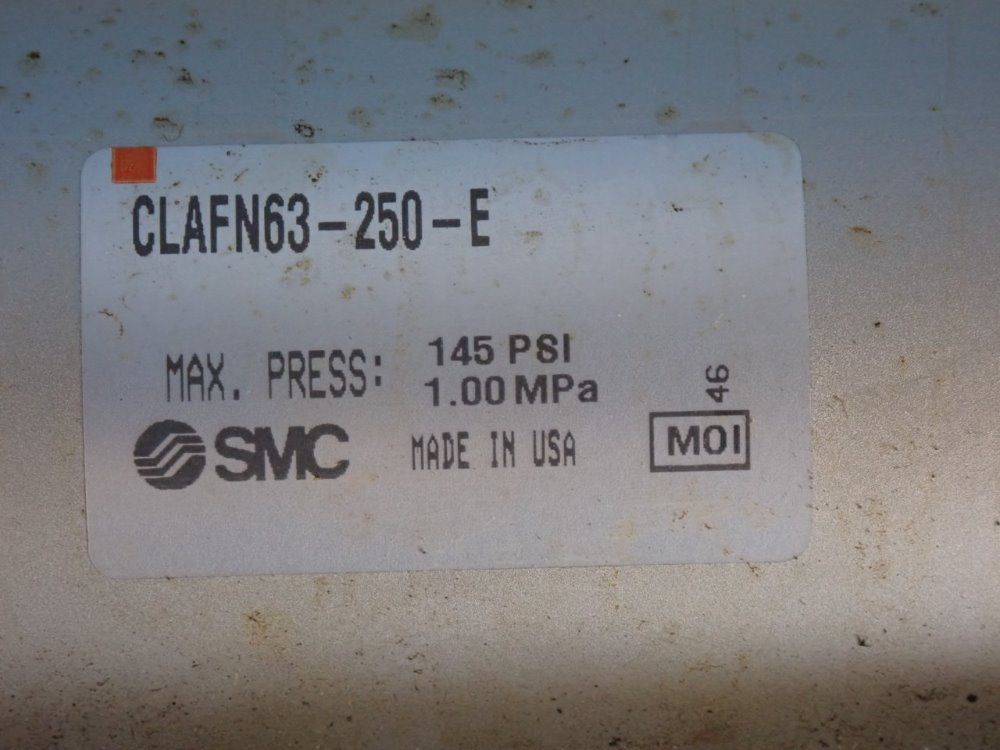 CLAFN63-250-E
MAX. PRESS: 145 PSI
1.00 MPa
46
SMC MADE IN USA MOI